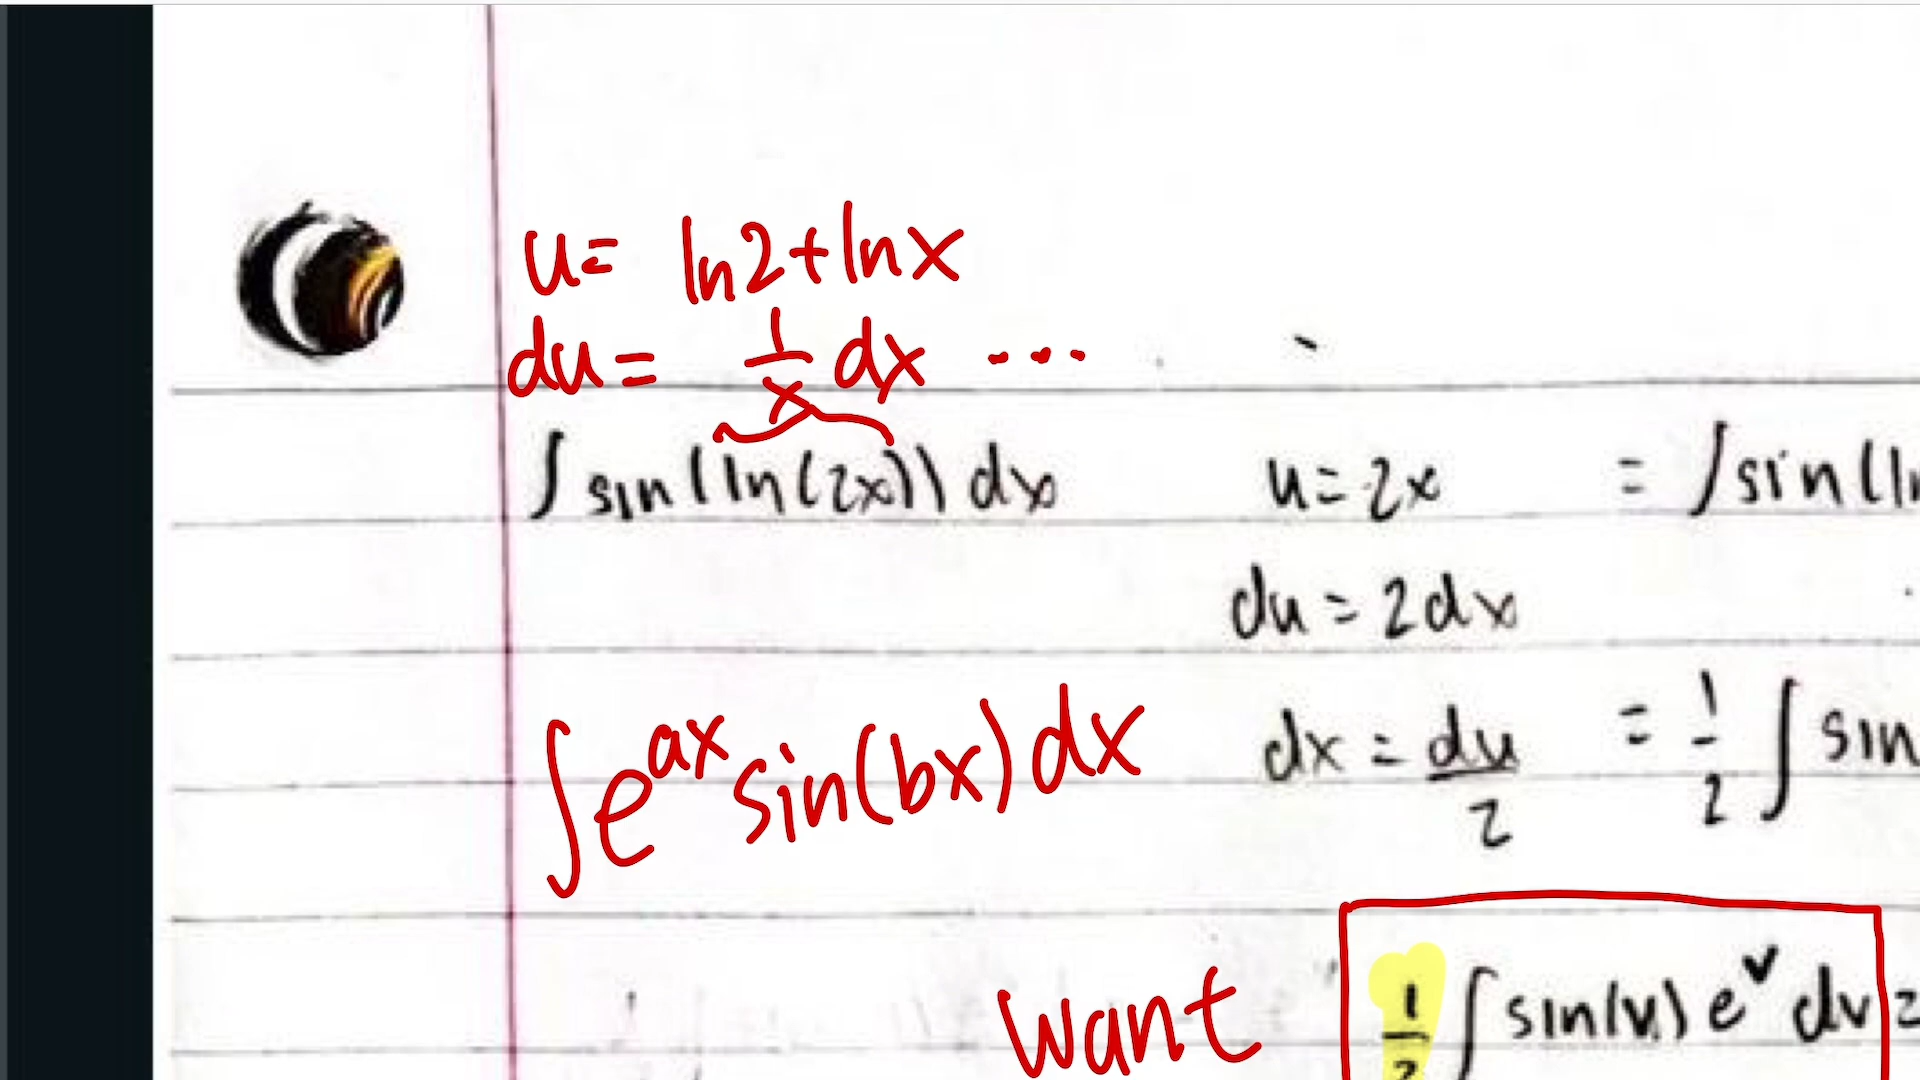 u= ln2+lnx
du= 1/x dx ...
∫ sin(ln(2x)) dx u=2x = ∫sin(ln
du=2dx
∫e^ax sin(bx)dx dx = du/2 = 1/2 ∫ sin
want 1/2 ∫ sin(v) e^v dv =